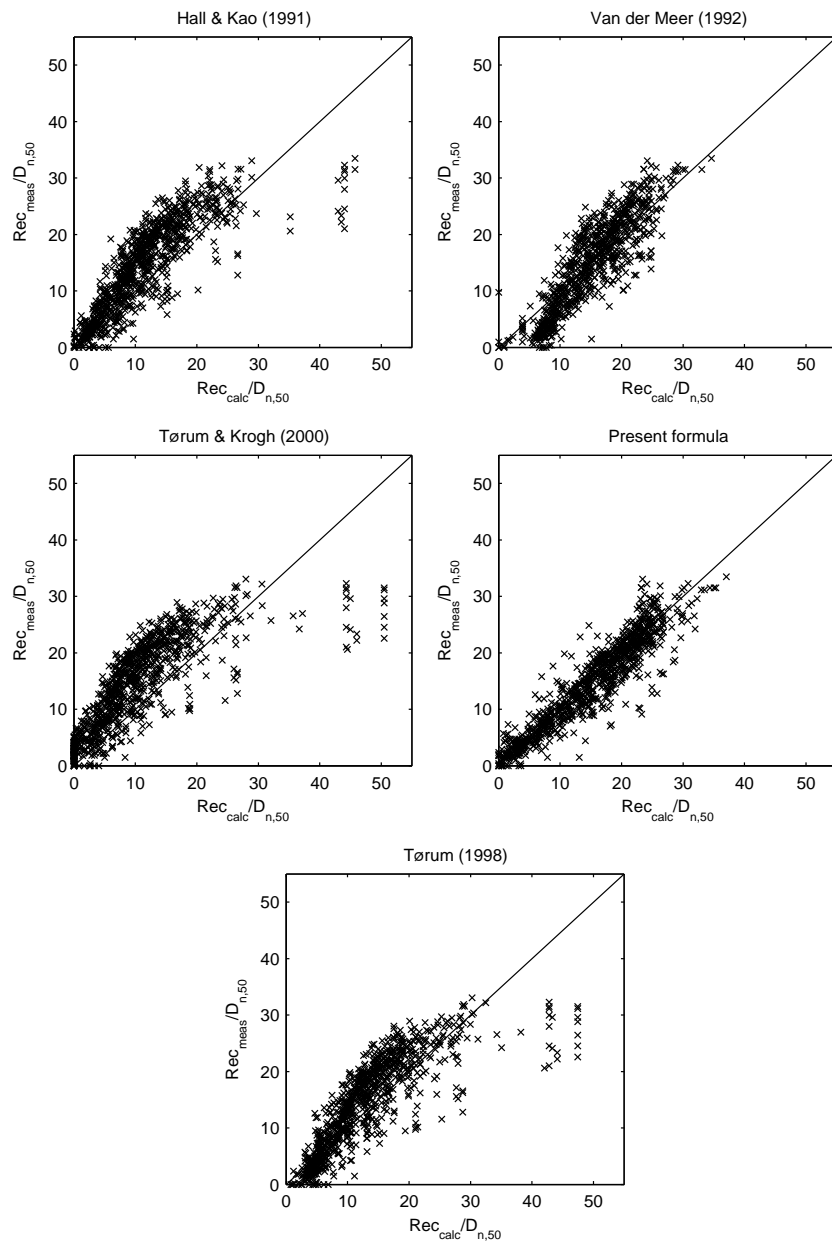 Hall & Kao (1991)
55
50
40
30
20
10
0
Rec_meas/D_n,50
0 10 20 30 40 50
Rec_calc/D_n,50
Van der Meer (1992)
50
40
30
20
10
0
Rec_meas/D_n,50
0 10 20 30 40 50
Rec_calc/D_n,50
Tørum & Krogh (2000)
50
40
30
20
10
0
Rec_meas/D_n,50
0 10 20 30 40 50
Rec_calc/D_n,50
Present formula
50
40
30
20
10
0
Rec_meas/D_n,50
0 10 20 30 40 50
Rec_calc/D_n,50
Tørum (1998)
50
40
30
20
10
0
Rec_meas/D_n,50
0 10 20 30 40 50
Rec_calc/D_n,50